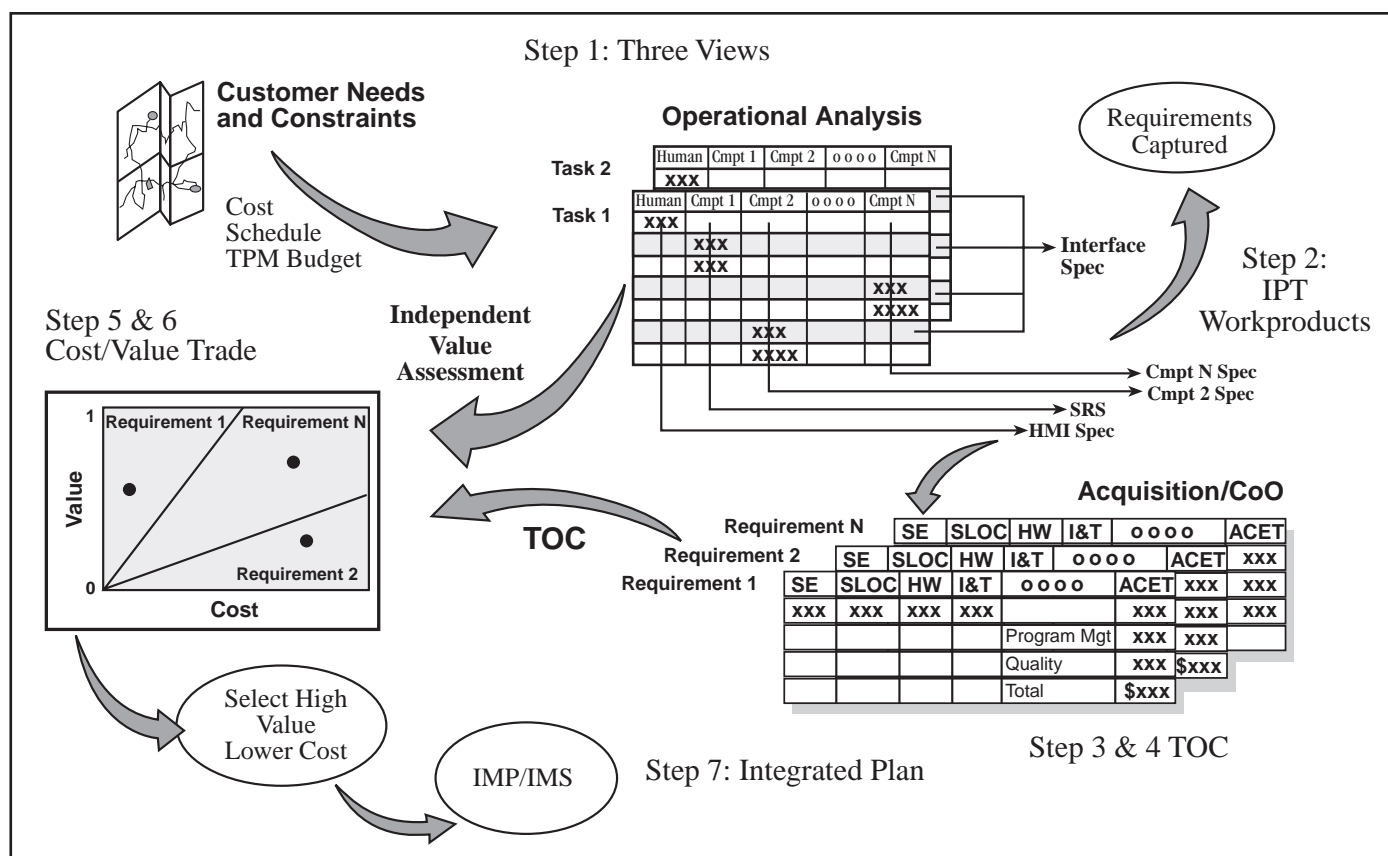 Step 1: Three Views
Customer Needs
and Constraints
Cost
Schedule
TPM Budget
Operational Analysis
Task 2
Human Cmpt 1 Cmpt 2 o o o o Cmpt N
xxx
Task 1
Human Cmpt 1 Cmpt 2 o o o o Cmpt N
xxx
xxx
xxx
xxx
xxxx
xxx
xxxx
Interface
Spec
Requirements
Captured
Step 2:
IPT
Workproducts
Cmpt N Spec
Cmpt 2 Spec
SRS
HMI Spec
Independent
Value
Assessment
Step 5 & 6
Cost/Value Trade
1
Requirement 1 Requirement N
Value
Requirement 2
0
Cost
TOC
Acquisition/CoO
Requirement N SE SLOC HW I&T o o o o ACET
Requirement 2 SE SLOC HW I&T o o o o ACET xxx
Requirement 1 SE SLOC HW I&T o o o o ACET xxx xxx
xxx xxx xxx xxx xxx xxx xxx
Program Mgt xxx xxx
Quality xxx $xxx
Total $xxx
Step 3 & 4 TOC
Select High
Value
Lower Cost
IMP/IMS
Step 7: Integrated Plan